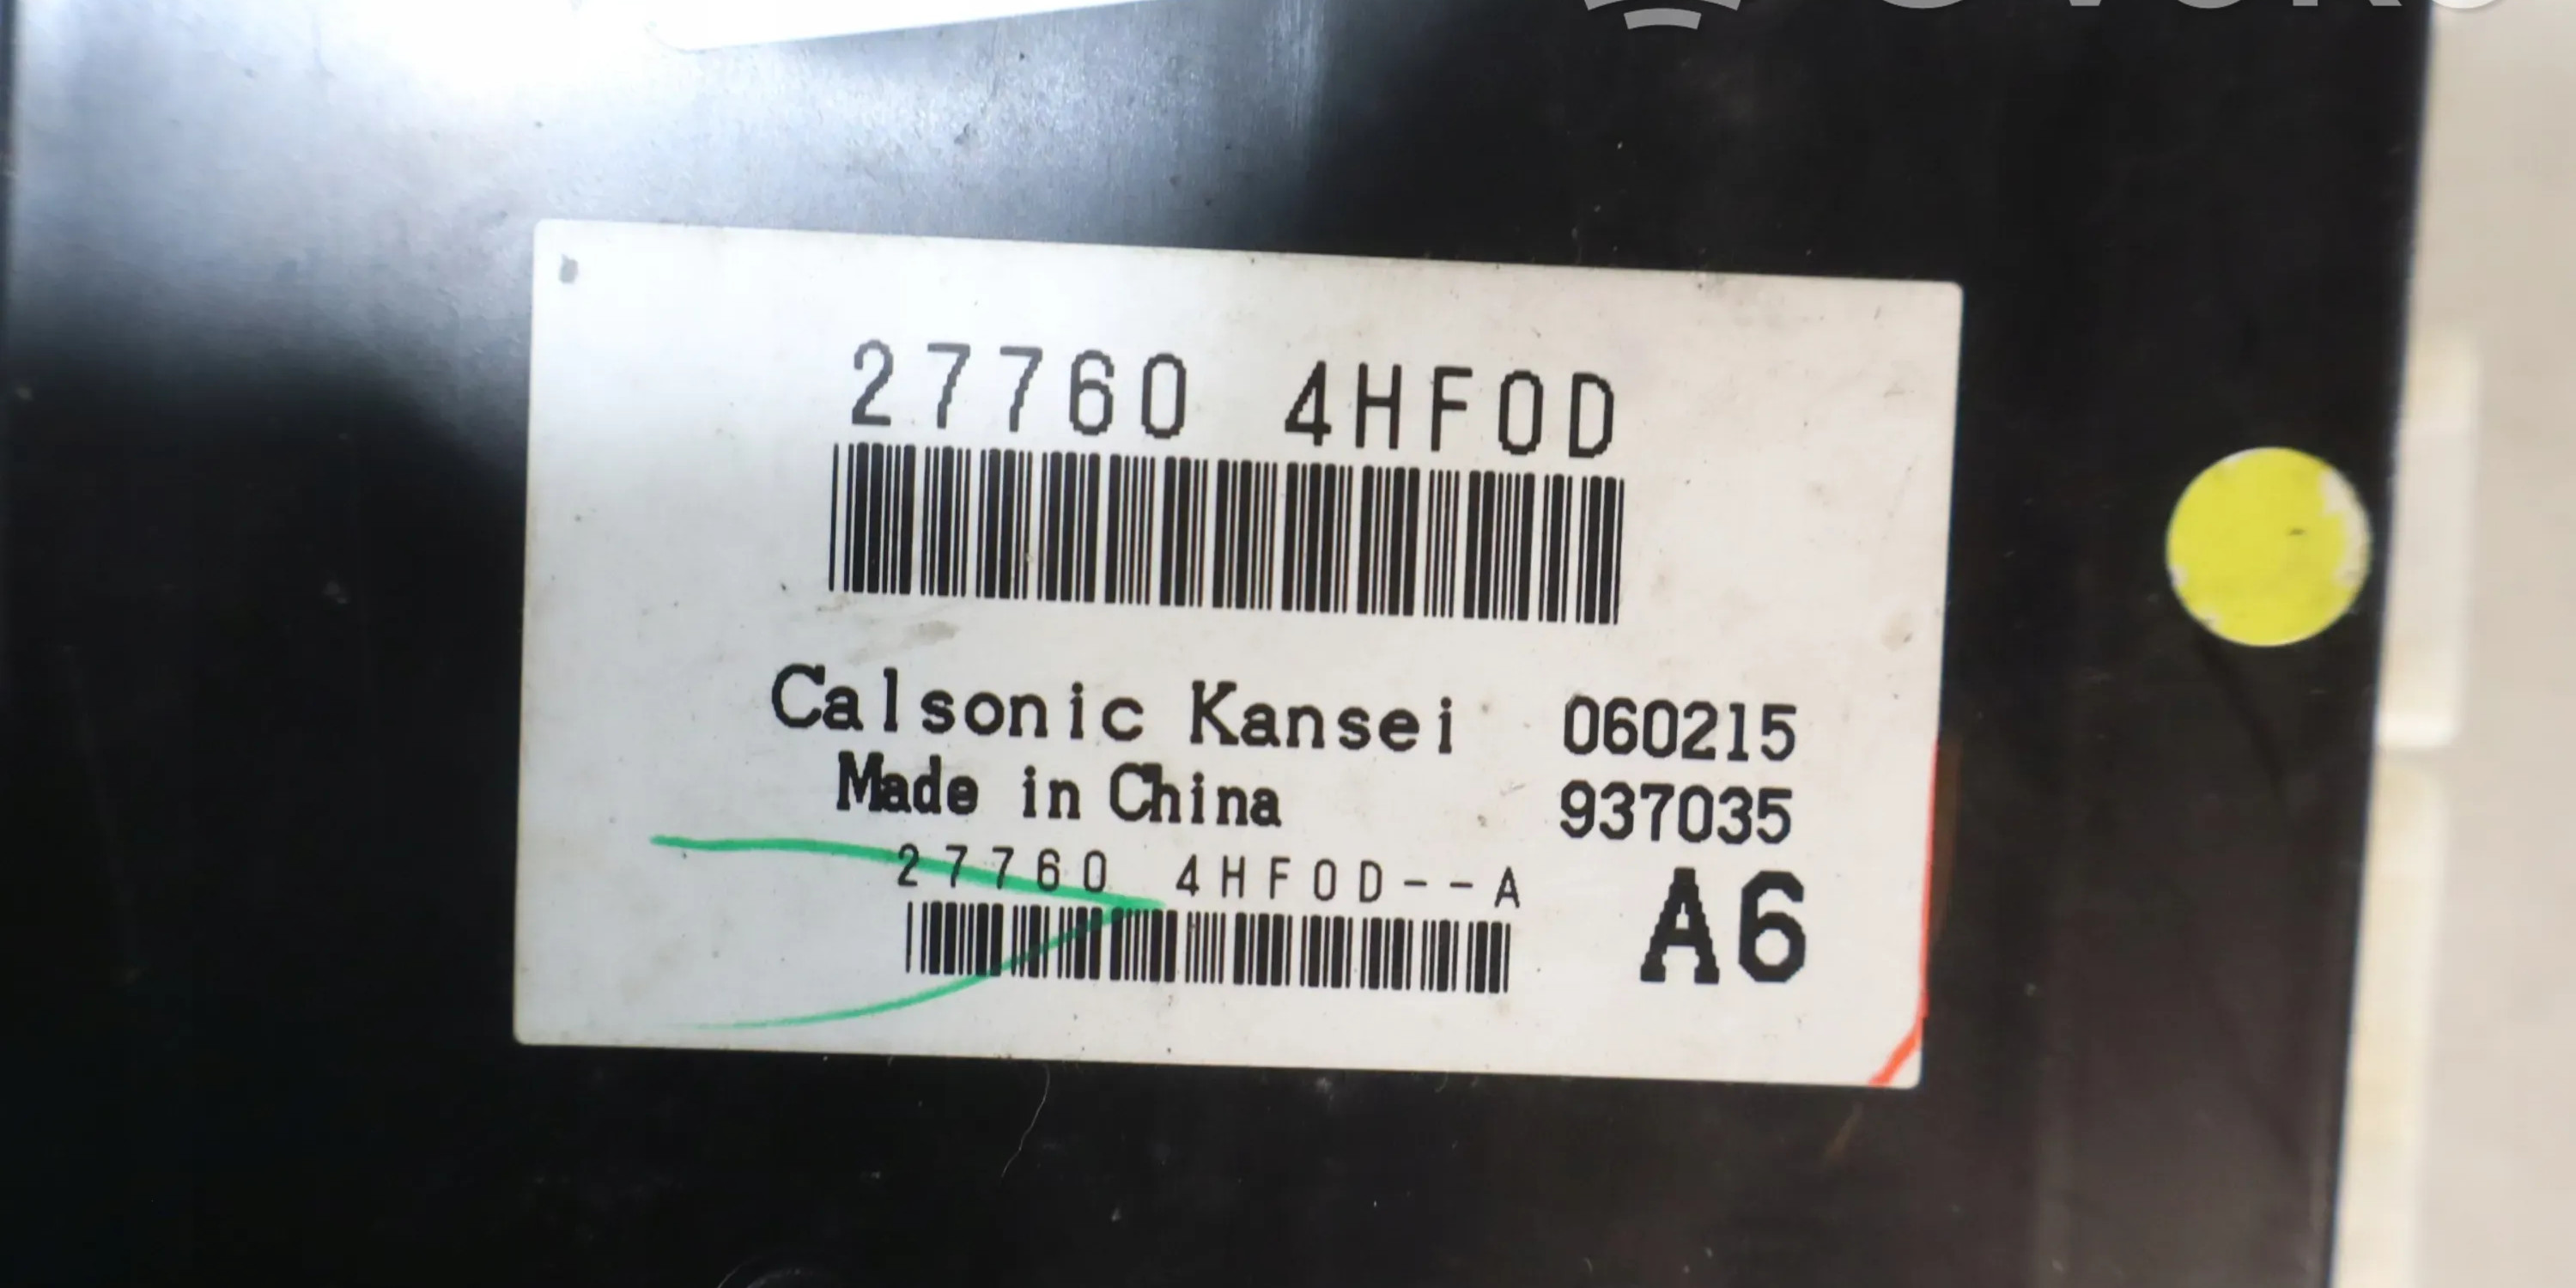 27760 4HF0D
Calsonic Kansei 060215
Made in China 937035
27760 4HF0D--A
A6